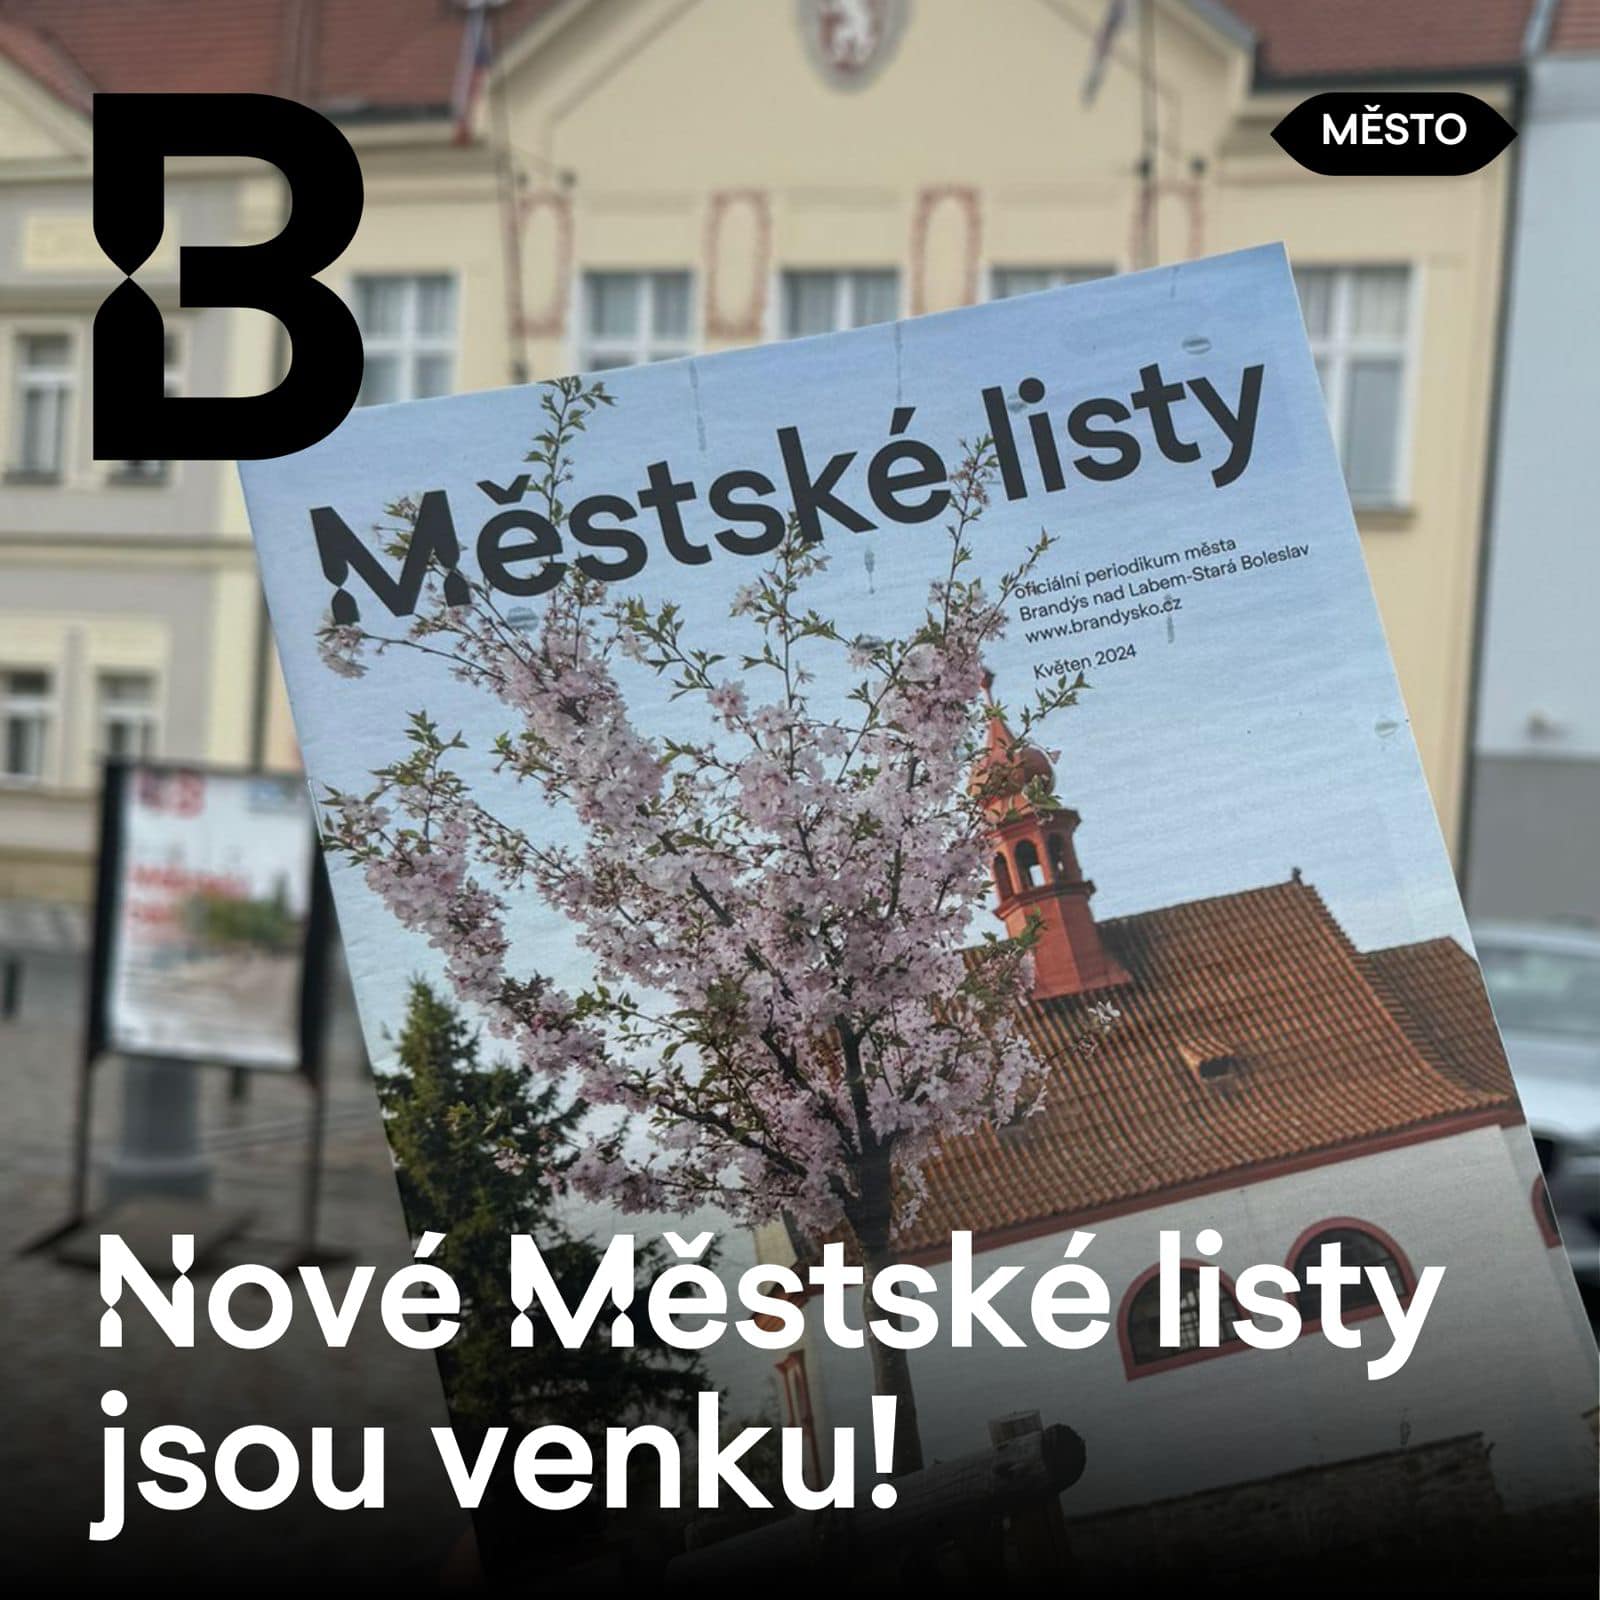 B
MĚSTO
Městské listy
oficiální periodikum města
Brandýs nad Labem-Stará Boleslav
www.brandysko.cz
Květen 2024
Nové Městské listy
jsou venku!